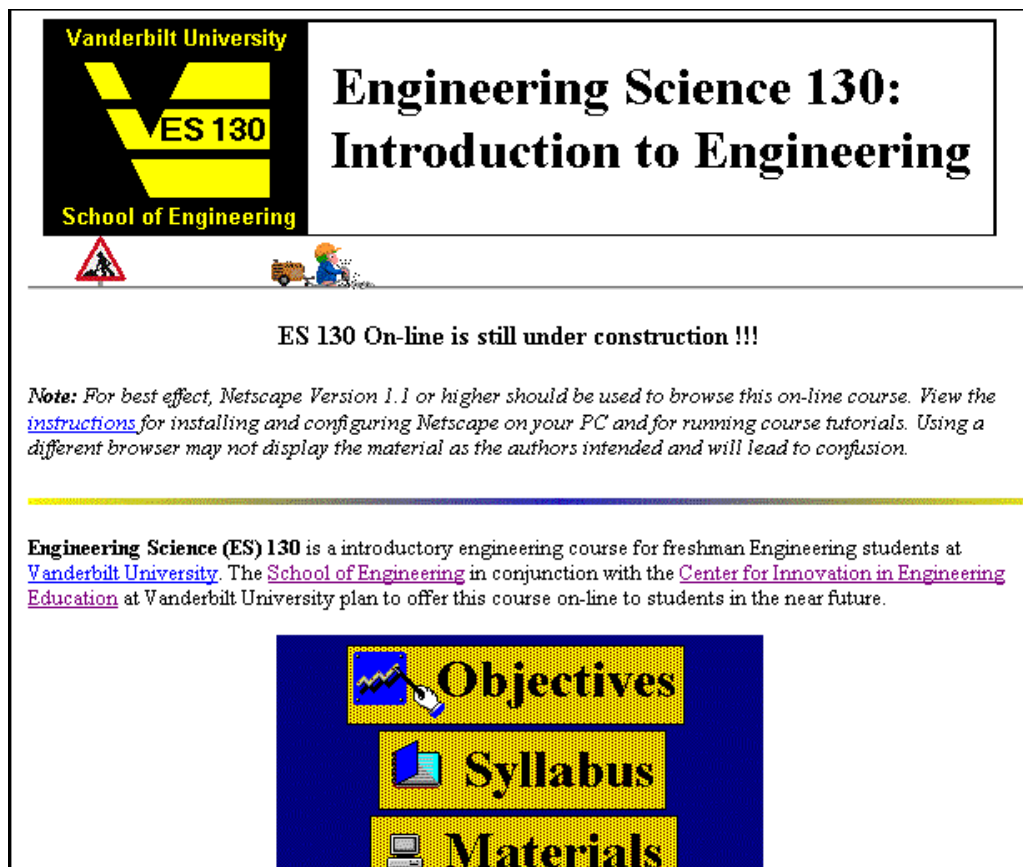 Vanderbilt University
ES 130
School of Engineering
Engineering Science 130:
Introduction to Engineering
ES 130 On-line is still under construction !!!
Note: For best effect, Netscape Version 1.1 or higher should be used to browse this on-line course. View the
instructions for installing and configuring Netscape on your PC and for running course tutorials. Using a
different browser may not display the material as the authors intended and will lead to confusion.
Engineering Science (ES) 130 is a introductory engineering course for freshman Engineering students at
Vanderbilt University. The School of Engineering in conjunction with the Center for Innovation in Engineering
Education at Vanderbilt University plan to offer this course on-line to students in the near future.
Objectives
Syllabus
Materials